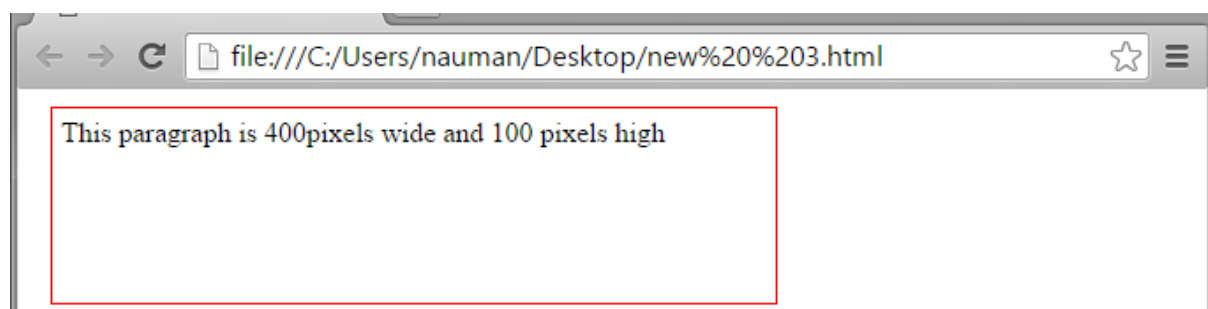 file:///C:/Users/nauman/Desktop/new%20%203.html
This paragraph is 400pixels wide and 100 pixels high